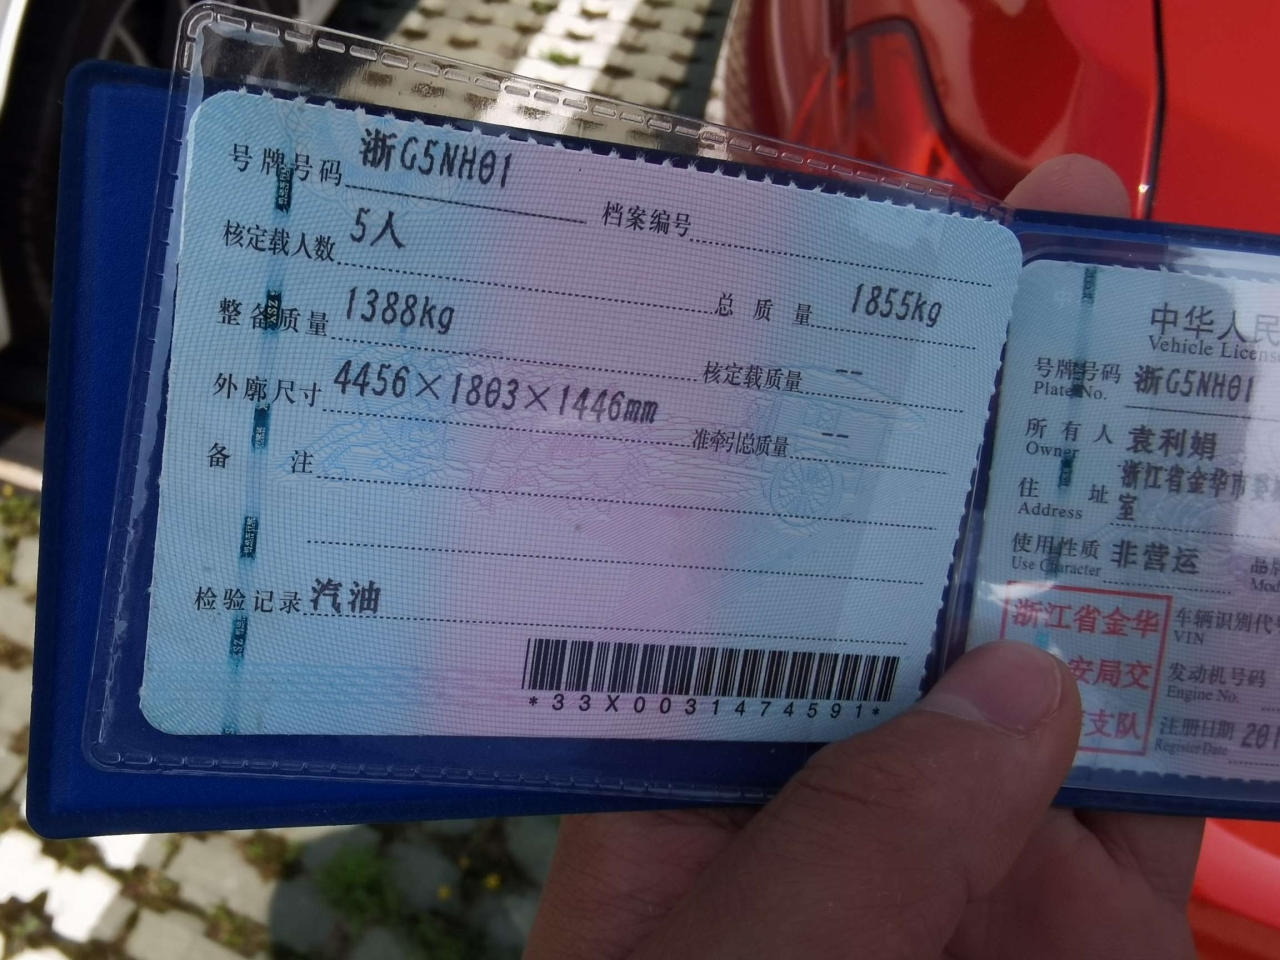 号牌号码 浙G5NH01 档案编号
核定载人数 5人 总质量 1855kg
整备质量 1388kg 核定载质量 --
外廓尺寸 4456×1803×1446mm 准牵引总质量 --
备注
检验记录 汽油
*33X0031474591*
中华人民
Vehicle Licens
号牌号码 浙G5NH01
Plate No.
所有人 袁利娟
Owner
住址 浙江省金华市
Address 室
使用性质 非营运
Use Character
浙江省金华
安局交
支队
车辆识别代
VIN
发动机号码
Engine No.
注册日期 201
Register Date